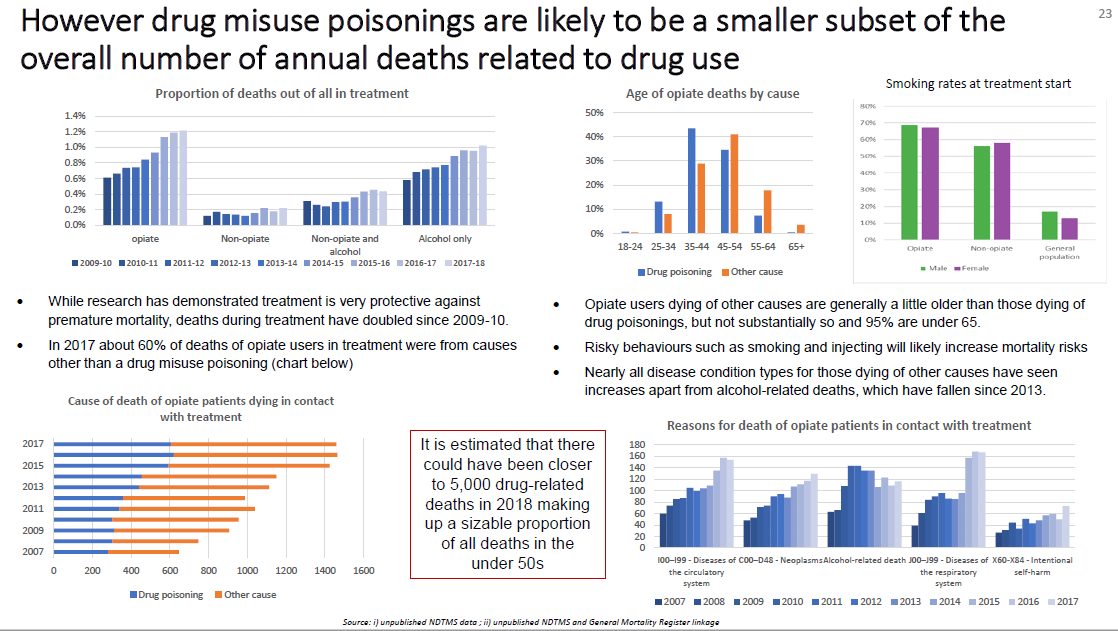 However drug misuse poisonings are likely to be a smaller subset of the
overall number of annual deaths related to drug use
23
Proportion of deaths out of all in treatment
1.4%
1.2%
1.0%
0.8%
0.6%
0.4%
0.2%
0.0%
opiate Non-opiate Non-opiate and Alcohol only
alcohol
2009-10 2010-11 2011-12 2012-13 2013-14 2014-15 2015-16 2016-17 2017-18
Age of opiate deaths by cause
50%
40%
30%
20%
10%
0%
18-24 25-34 35-44 45-54 55-64 65+
Drug poisoning Other cause
Smoking rates at treatment start
80%
70%
60%
50%
40%
30%
20%
10%
0%
Opiate Non-opiate General
population
Male Female
• While research has demonstrated treatment is very protective against
premature mortality, deaths during treatment have doubled since 2009-10.
• In 2017 about 60% of deaths of opiate users in treatment were from causes
other than a drug misuse poisoning (chart below)
• Opiate users dying of other causes are generally a little older than those dying of
drug poisonings, but not substantially so and 95% are under 65.
• Risky behaviours such as smoking and injecting will likely increase mortality risks
• Nearly all disease condition types for those dying of other causes have seen
increases apart from alcohol-related deaths, which have fallen since 2013.
Cause of death of opiate patients dying in contact
with treatment
2017
2015
2013
2011
2009
2007
0 200 400 600 800 1000 1200 1400 1600
Drug poisoning Other cause
It is estimated that there
could have been closer
to 5,000 drug-related
deaths in 2018 making
up a sizable proportion
of all deaths in the
under 50s
Reasons for death of opiate patients in contact with treatment
180
160
140
120
100
80
60
40
20
0
I00–I99 - Diseases of C00–D48 - Neoplasms Alcohol-related death J00–J99 - Diseases of X60-X84 - Intentional
the circulatory the respiratory self-harm
system system
2007 2008 2009 2010 2011 2012 2013 2014 2015 2016 2017
Source: i) unpublished NDTMS data ; ii) unpublished NDTMS and General Mortality Register linkage